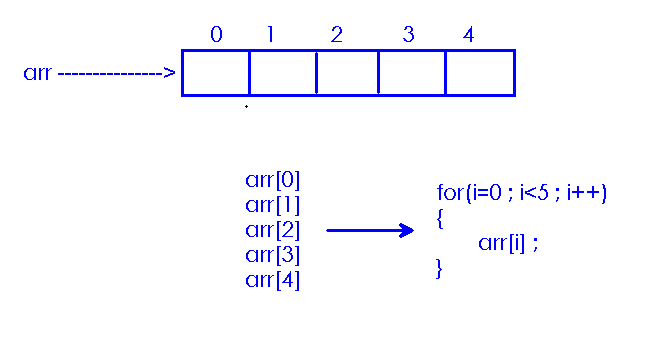 0 1 2 3 4
arr --------------->
arr[0]
arr[1]
arr[2]
arr[3]
arr[4]
for(i=0 ; i<5 ; i++)
{
arr[i] ;
}